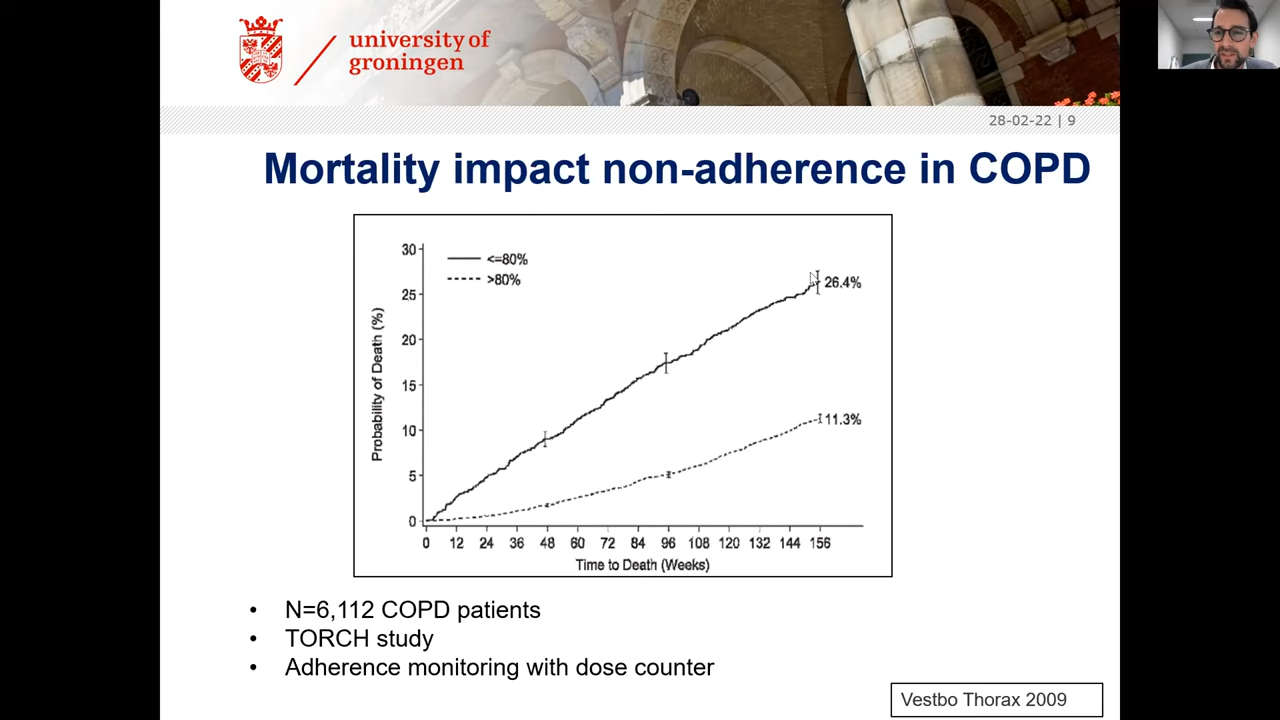 university of
groningen
28-02-22 | 9
Mortality impact non-adherence in COPD
<=80%
>80%
Probability of Death (%)
30
25
20
15
10
5
0
26.4%
11.3%
0 12 24 36 48 60 72 84 96 108 120 132 144 156
Time to Death (Weeks)
• N=6,112 COPD patients
• TORCH study
• Adherence monitoring with dose counter
Vestbo Thorax 2009